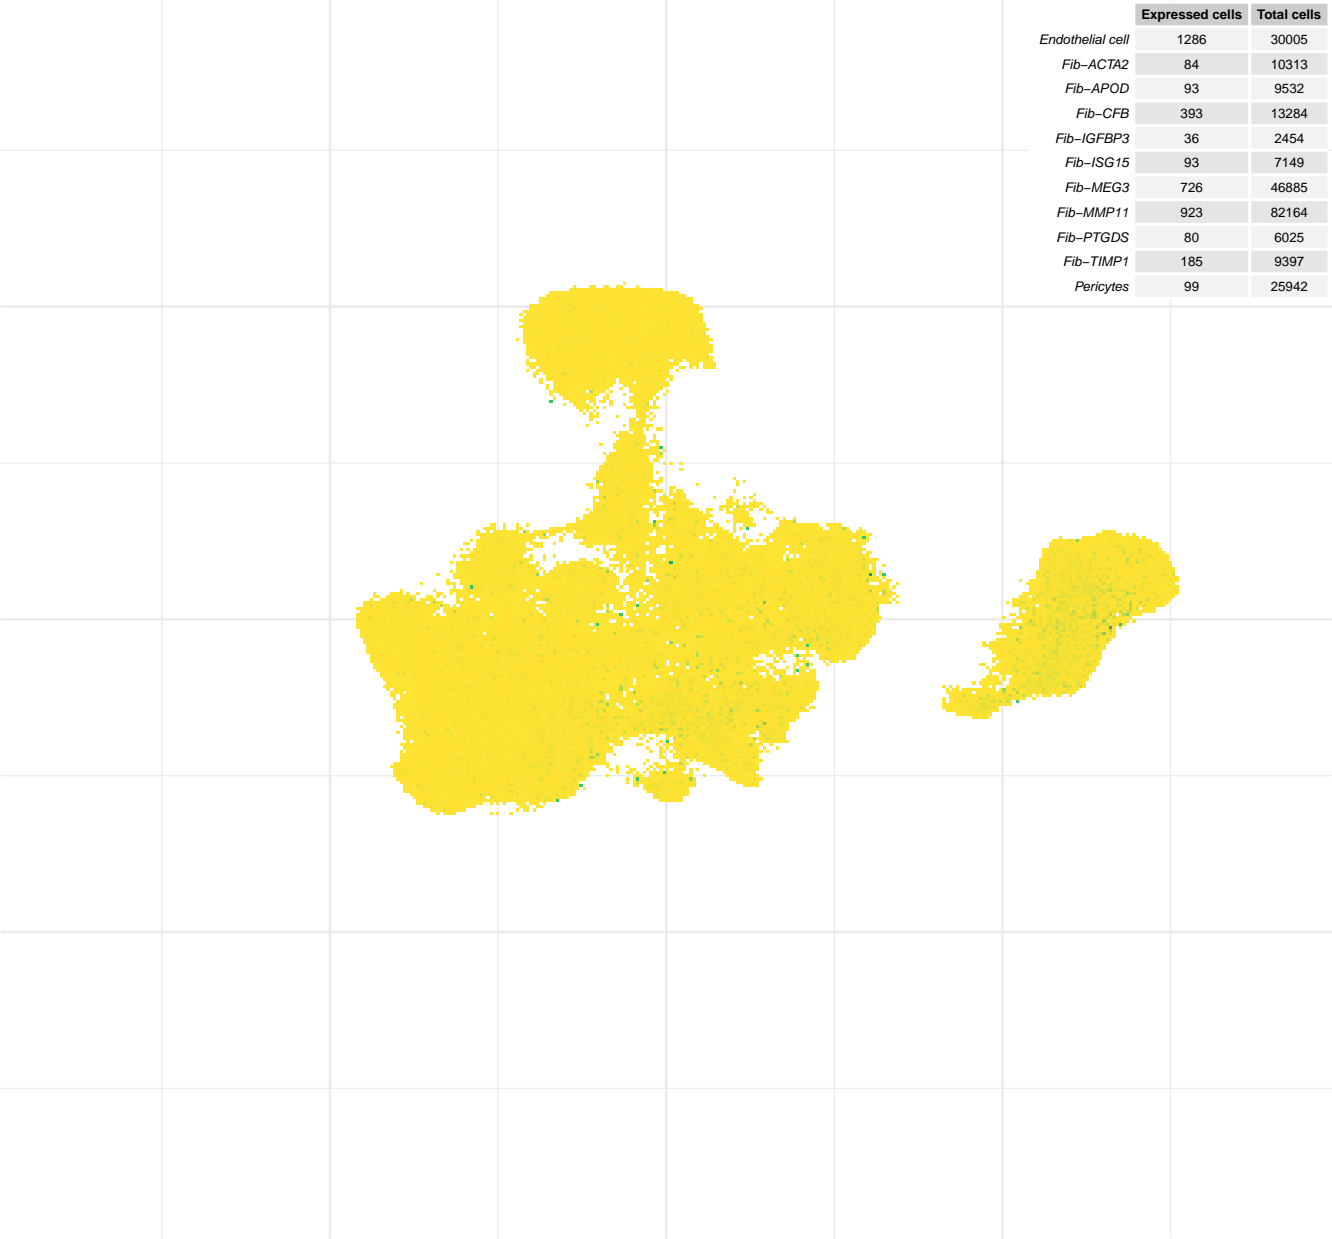 Expressed cells Total cells
Endothelial cell 1286 30005
Fib−ACTA2 84 10313
Fib−APOD 93 9532
Fib−CFB 393 13284
Fib−IGFBP3 36 2454
Fib−ISG15 93 7149
Fib−MEG3 726 46885
Fib−MMP11 923 82164
Fib−PTGDS 80 6025
Fib−TIMP1 185 9397
Pericytes 99 25942